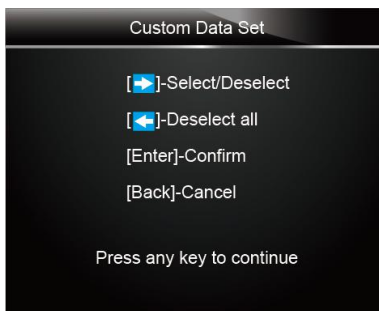 Custom Data Set
[➡]-Select/Deselect
[⬅]-Deselect all
[Enter]-Confirm
[Back]-Cancel
Press any key to continue